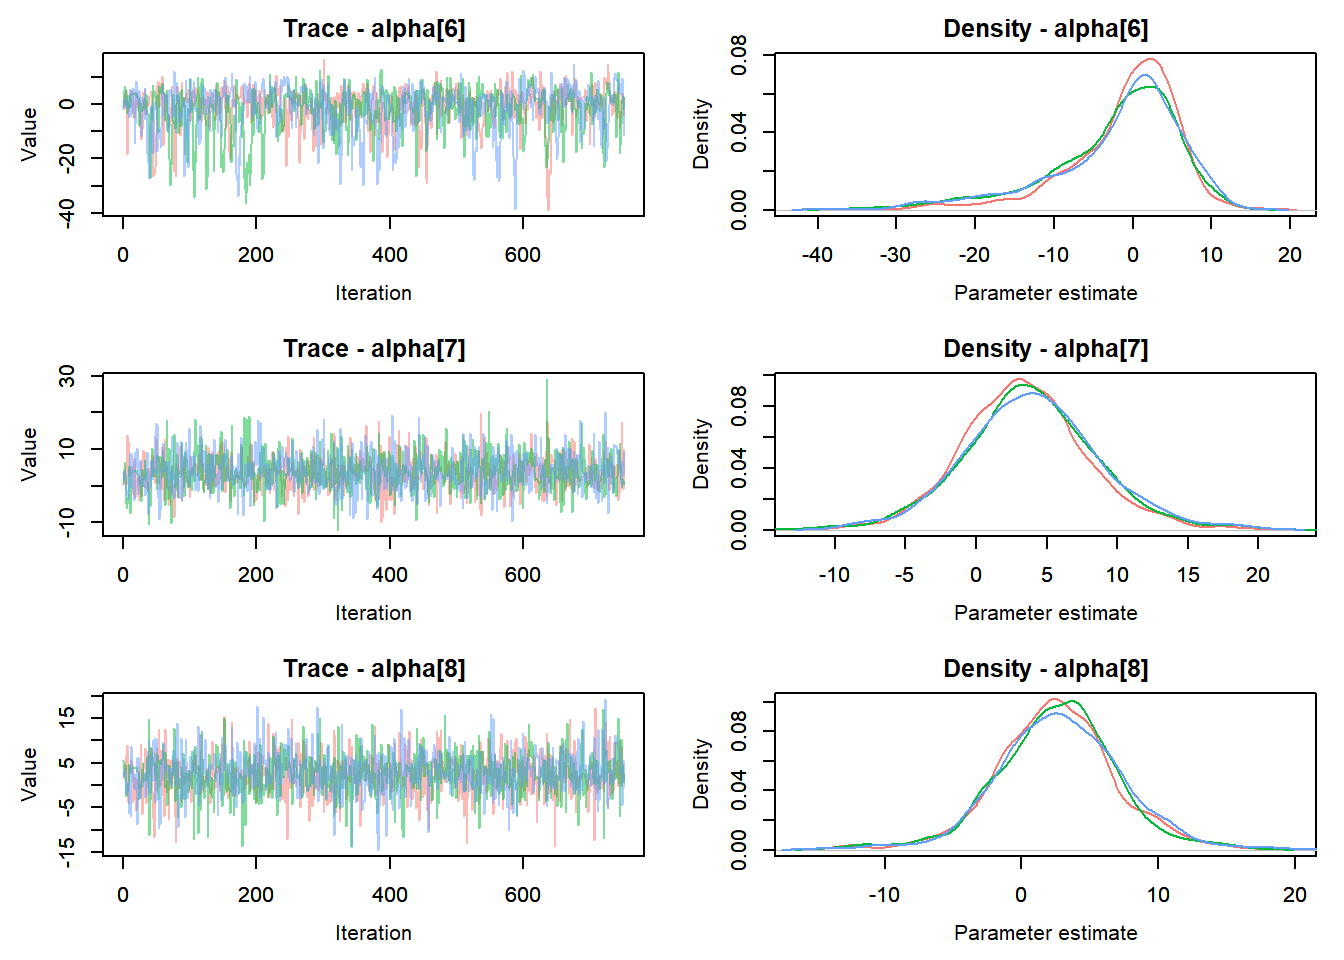 Trace - alpha[6]
Value
0
-20
-40
0
200
400
600
Iteration
Density - alpha[6]
Density
0.08
0.04
0.00
-40
-30
-20
-10
0
10
20
Parameter estimate
Trace - alpha[7]
Value
30
10
-10
0
200
400
600
Iteration
Density - alpha[7]
Density
0.08
0.04
0.00
-10
-5
0
5
10
15
20
Parameter estimate
Trace - alpha[8]
Value
15
5
-5
-15
0
200
400
600
Iteration
Density - alpha[8]
Density
0.08
0.04
0.00
-10
0
10
20
Parameter estimate